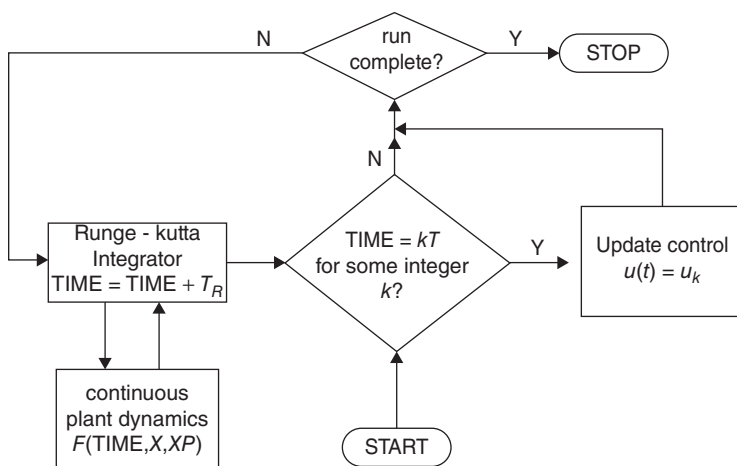 N
run
complete?
Y
STOP
N
Runge - kutta
Integrator
TIME = TIME + T_R
TIME = kT
for some integer
k?
Y
Update control
u(t) = u_k
continuous
plant dynamics
F(TIME,X,XP)
START